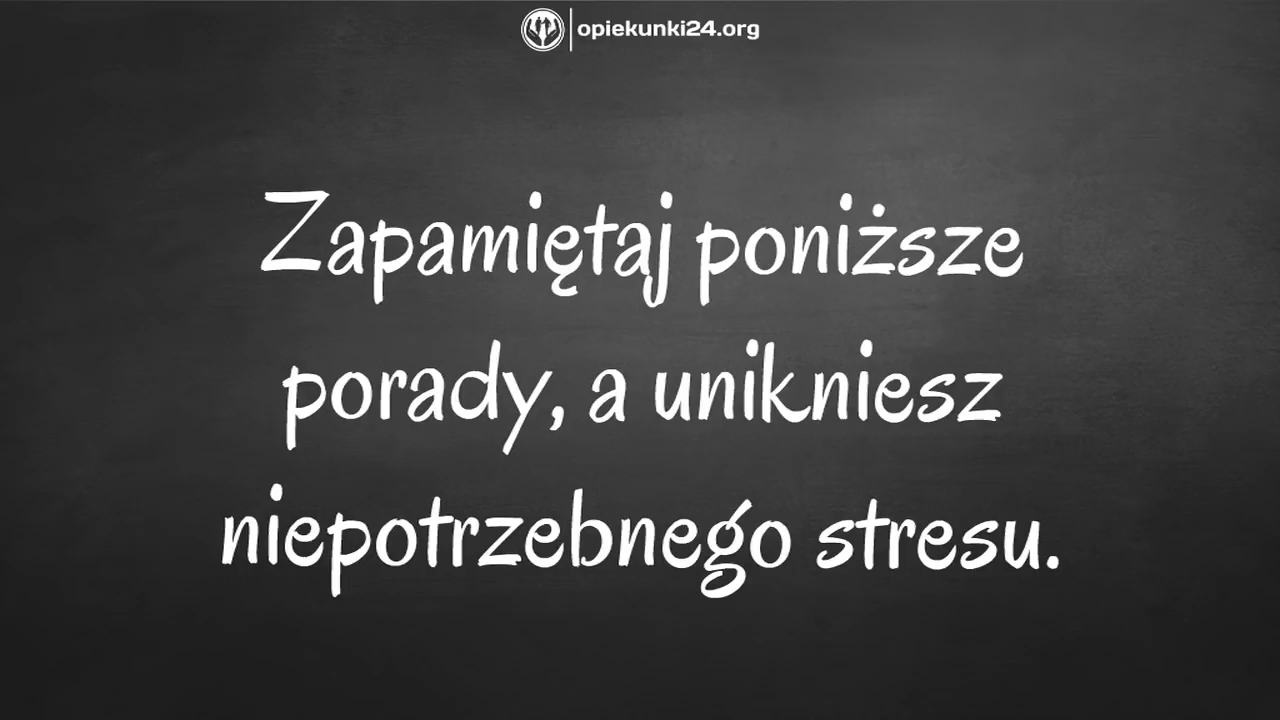 opiekunki24.org
Zapamiętaj poniższe
porady, a unikniesz
niepotrzebnego stresu.